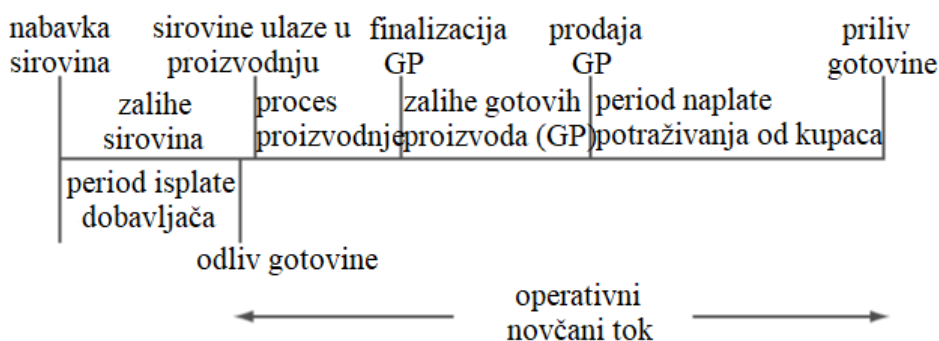 nabavka
sirovina
sirovine ulaze u
proizvodnju
finalizacija
GP
prodaja
GP
priliv
gotovine
zalihe
sirovina
proces
proizvodnje
zalihe gotovih
proizvoda (GP)
period naplate
potraživanja od kupaca
period isplate
dobavljača
odliv gotovine
operativni
novčani tok